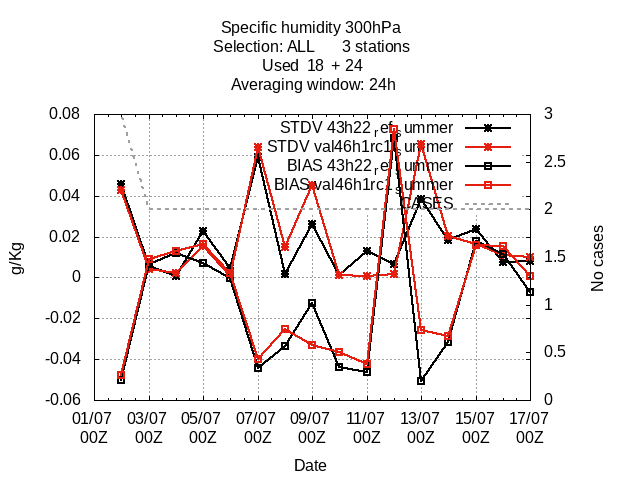 Specific humidity 300hPa
Selection: ALL 3 stations
Used 18 + 24
Averaging window: 24h
0.08
0.06
0.04
0.02
0
-0.02
-0.04
-0.06
g/Kg
STDV 43h22_ref_summer
STDV val46h1rc1_summer
BIAS 43h22_ref_summer
BIAS val46h1rc1_summer
CASES
3
2.5
2
1.5
1
0.5
0
No cases
01/07 03/07 05/07 07/07 09/07 11/07 13/07 15/07 17/07
00Z 00Z 00Z 00Z 00Z 00Z 00Z 00Z 00Z
Date